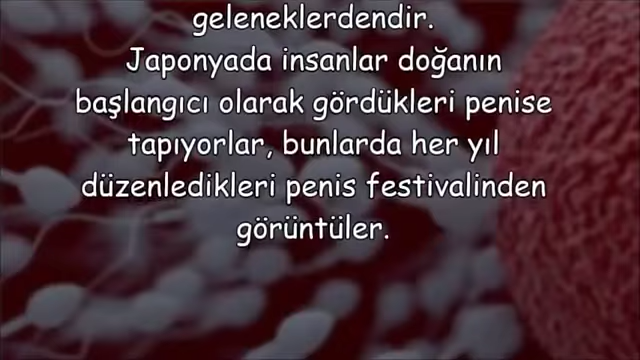 geleneklerdendir.
Japonyada insanlar doğanın
başlangıcı olarak gördükleri penise
tapıyorlar, bunlarda her yıl
düzenledikleri penis festivalinden
görüntüler.